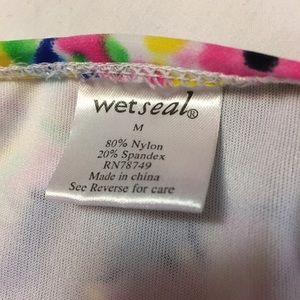 wetseal®
M
80% Nylon
20% Spandex
RN78749
Made in china
See Reverse for care